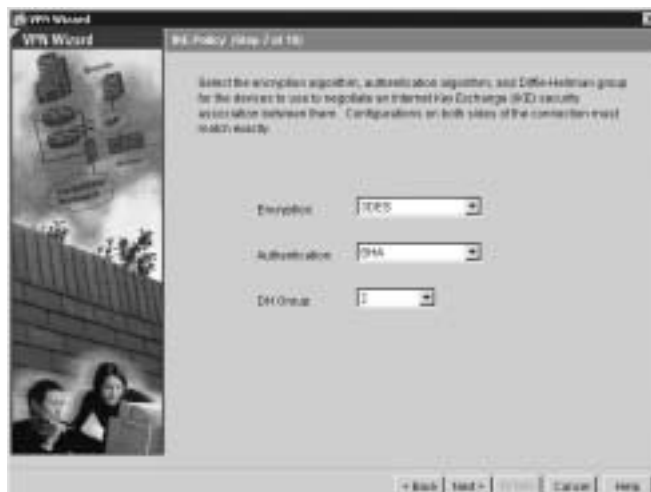 VPN Wizard
VPN Wizard
IKE Policy (Step 7 of 10)
Select the encryption algorithm, authentication algorithm, and Diffie-Hellman group
for the devices to use to negotiate an Internet Key Exchange (IKE) security
association between them. Configurations on both sides of the connection must
match exactly.
Encryption 3DES
Authentication SHA
DH Group 2
< Back Next > Cancel Help